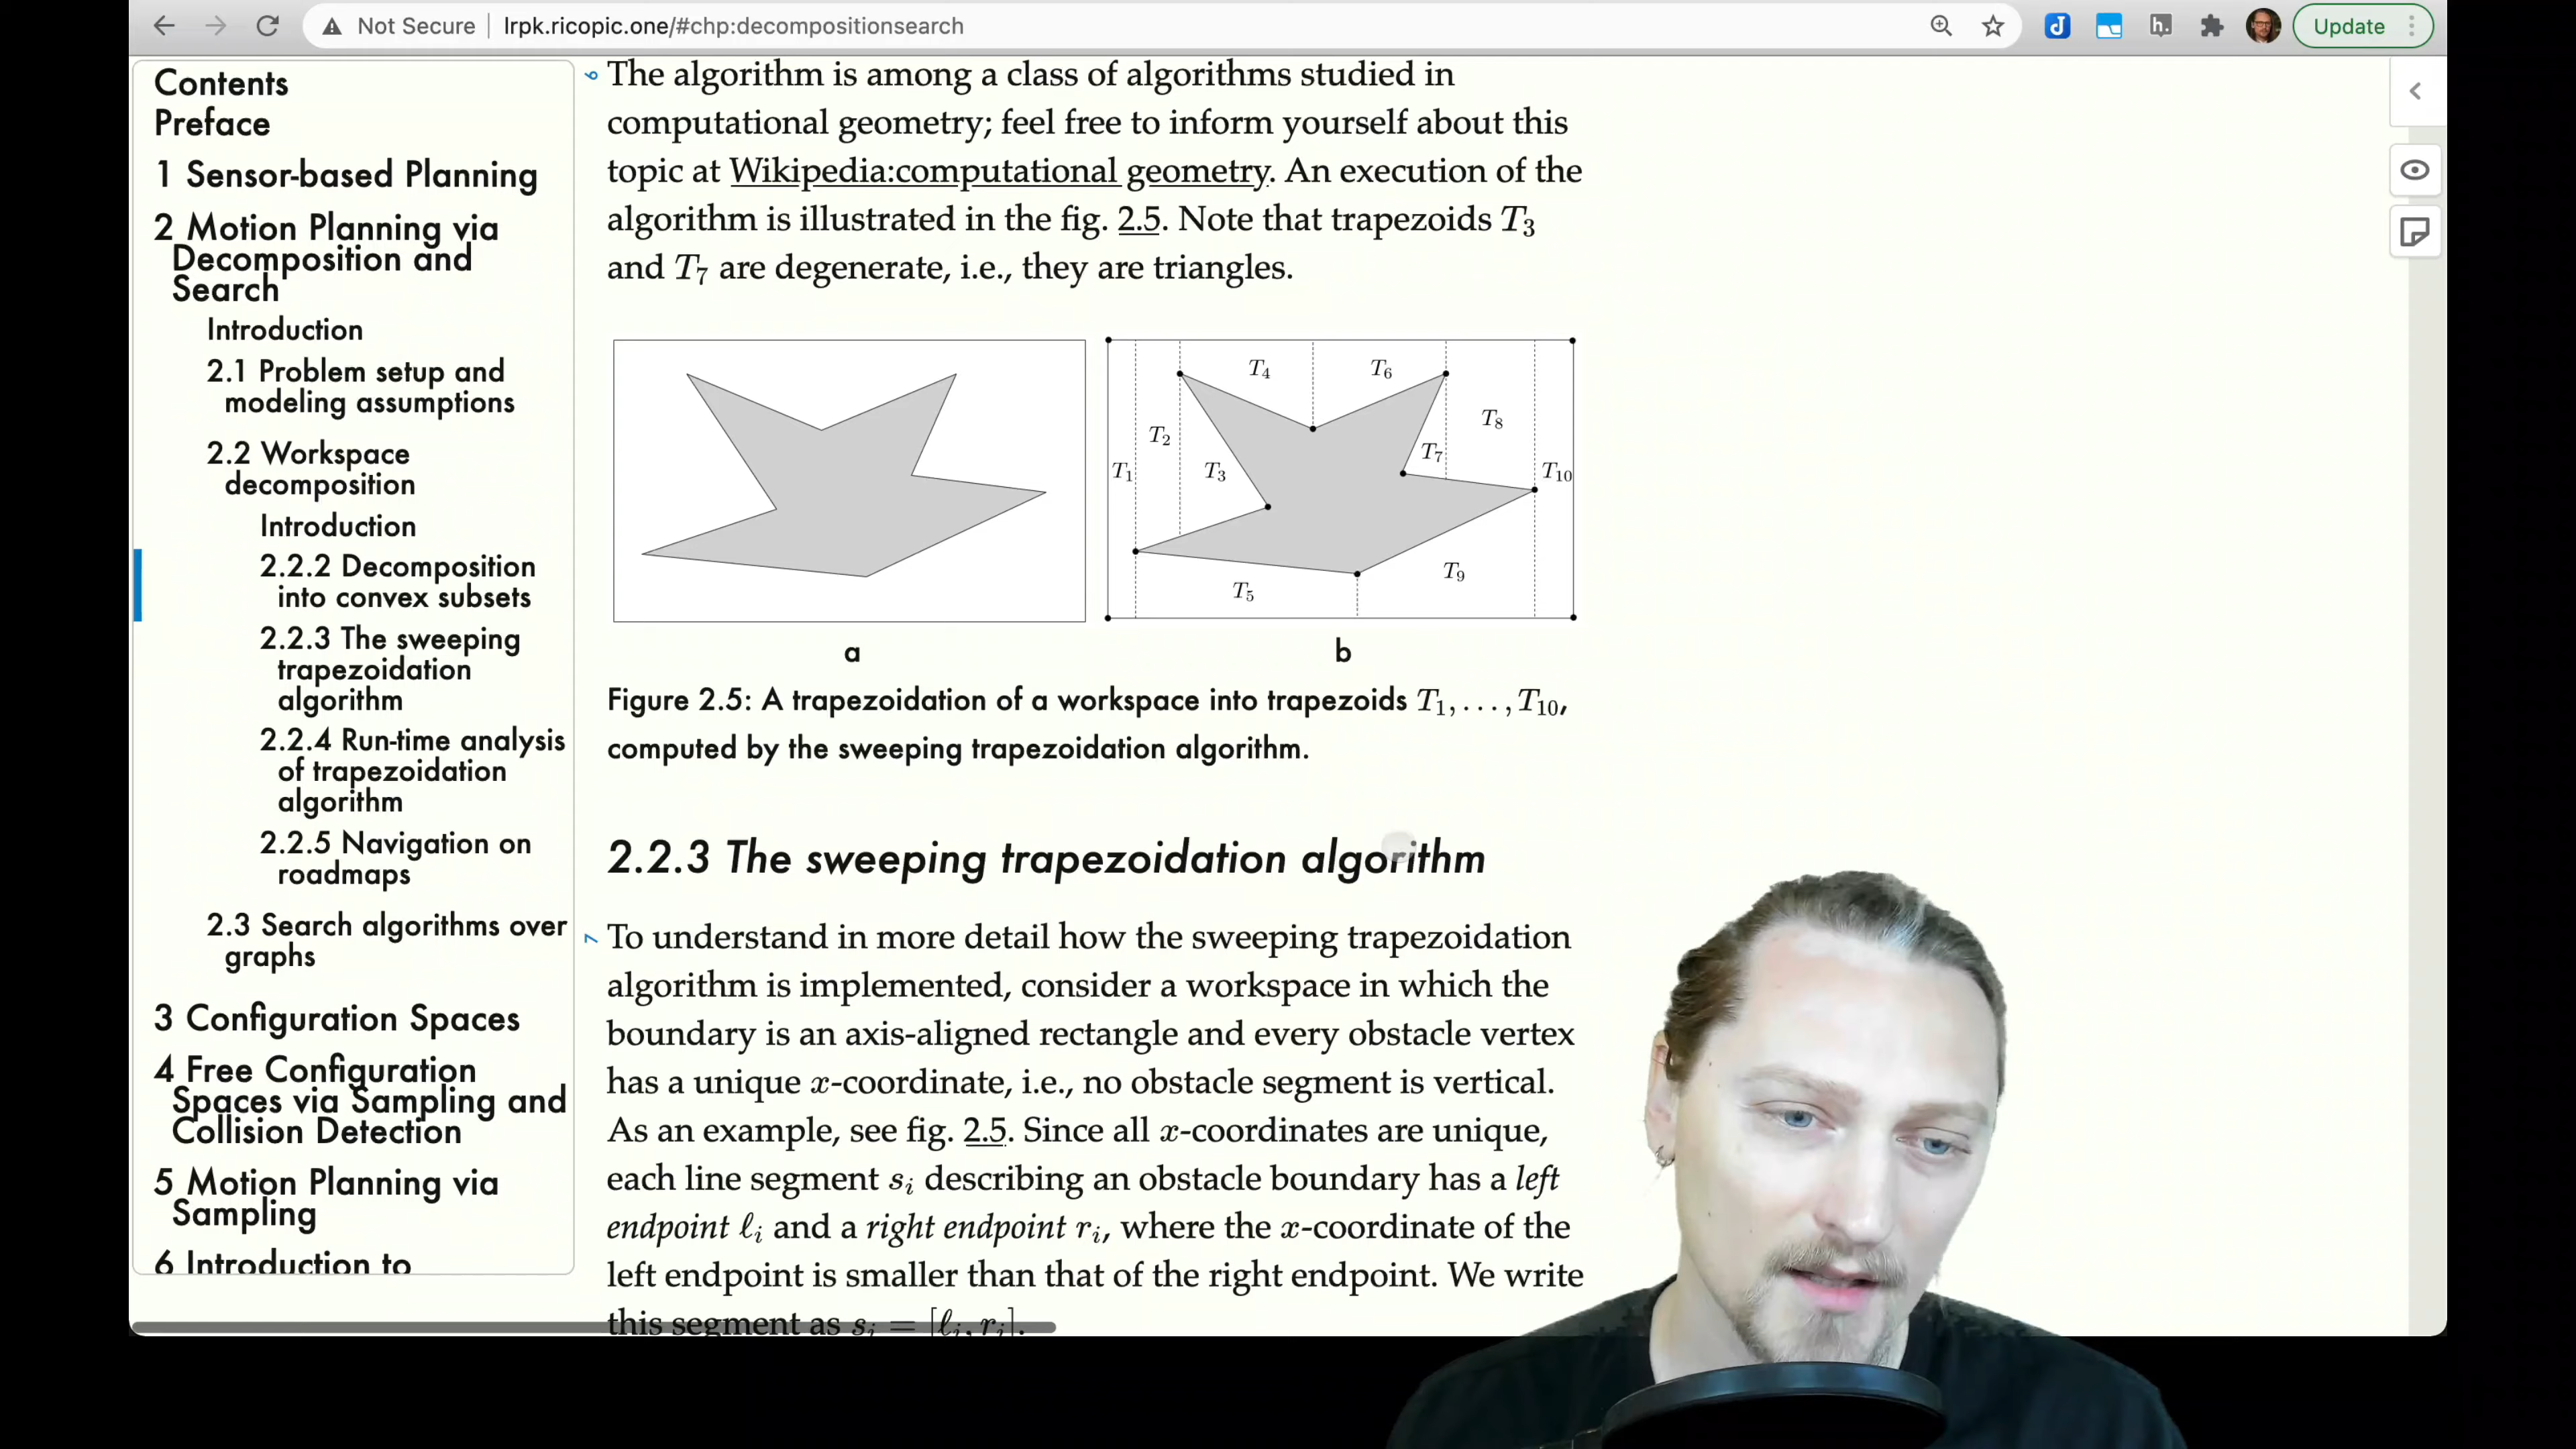 Not Secure | lrpk.ricopic.one/#chp:decompositionsearch
Update
Contents
Preface
1 Sensor-based Planning
2 Motion Planning via
Decomposition and
Search
Introduction
2.1 Problem setup and
modeling assumptions
2.2 Workspace
decomposition
Introduction
2.2.2 Decomposition
into convex subsets
2.2.3 The sweeping
trapezoidation
algorithm
2.2.4 Run-time analysis
of trapezoidation
algorithm
2.2.5 Navigation on
roadmaps
2.3 Search algorithms over
graphs
3 Configuration Spaces
4 Free Configuration
Spaces via Sampling and
Collision Detection
5 Motion Planning via
Sampling
6 Introduction to
6 The algorithm is among a class of algorithms studied in
computational geometry; feel free to inform yourself about this
topic at Wikipedia:computational geometry. An execution of the
algorithm is illustrated in the fig. 2.5. Note that trapezoids T₃
and T₇ are degenerate, i.e., they are triangles.
T₄
T₆
T₈
T₂
T₇
T₁
T₃
T₁₀
T₉
T₅
a
b
Figure 2.5: A trapezoidation of a workspace into trapezoids T₁, . . . , T₁₀,
computed by the sweeping trapezoidation algorithm.
2.2.3 The sweeping trapezoidation algorithm
7 To understand in more detail how the sweeping trapezoidation
algorithm is implemented, consider a workspace in which the
boundary is an axis-aligned rectangle and every obstacle vertex
has a unique x-coordinate, i.e., no obstacle segment is vertical.
As an example, see fig. 2.5. Since all x-coordinates are unique,
each line segment sᵢ describing an obstacle boundary has a left
endpoint ℓᵢ and a right endpoint rᵢ, where the x-coordinate of the
left endpoint is smaller than that of the right endpoint. We write
this segment as sᵢ = [ℓᵢ, rᵢ].